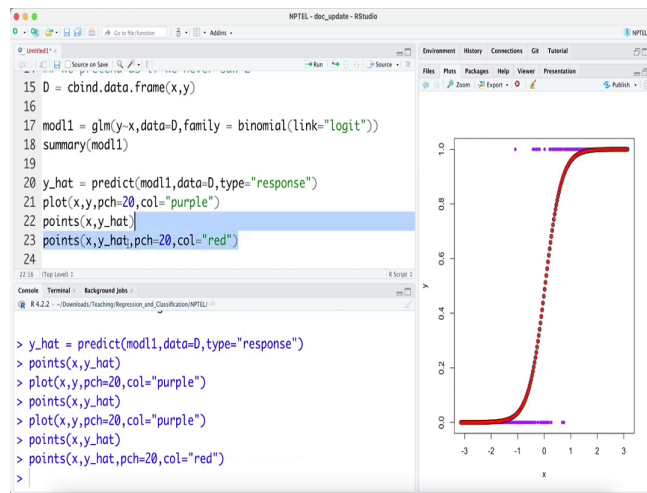 NPTEL - doc_update - RStudio
Go to file/function
Addins
NPTEL
Untitled1*
Source on Save
Run
Source
15 D = cbind.data.frame(x,y)
16
17 modl1 = glm(y~x,data=D,family = binomial(link="logit"))
18 summary(modl1)
19
20 y_hat = predict(modl1,data=D,type="response")
21 plot(x,y,pch=20,col="purple")
22 points(x,y_hat)
23 points(x,y_hat,pch=20,col="red")
24
22:16 (Top Level) R Script
Console Terminal Background Jobs
R 4.2.2 · ~/Downloads/Teaching/Regression_and_Classification/NPTEL/
> y_hat = predict(modl1,data=D,type="response")
> points(x,y_hat)
> plot(x,y,pch=20,col="purple")
> points(x,y_hat)
> plot(x,y,pch=20,col="purple")
> points(x,y_hat)
> points(x,y_hat,pch=20,col="red")
>
Environment History Connections Git Tutorial
Files Plots Packages Help Viewer Presentation
Zoom Export Publish
1.0
0.8
0.6
y
0.4
0.2
0.0
-3 -2 -1 0 1 2 3
x